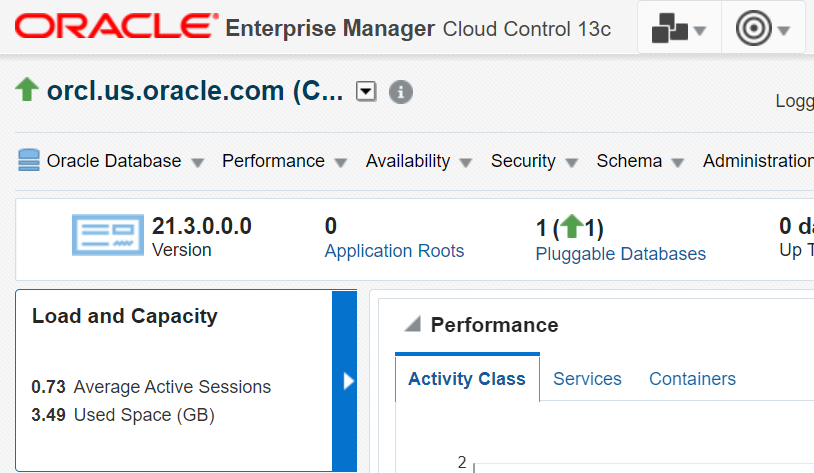 ORACLE Enterprise Manager Cloud Control 13c
orcl.us.oracle.com (C...
Logg
Oracle Database Performance Availability Security Schema Administration
21.3.0.0.0
Version
0
Application Roots
1 (1)
Pluggable Databases
0 da
Up T
Load and Capacity
0.73 Average Active Sessions
3.49 Used Space (GB)
Performance
Activity Class Services Containers
2